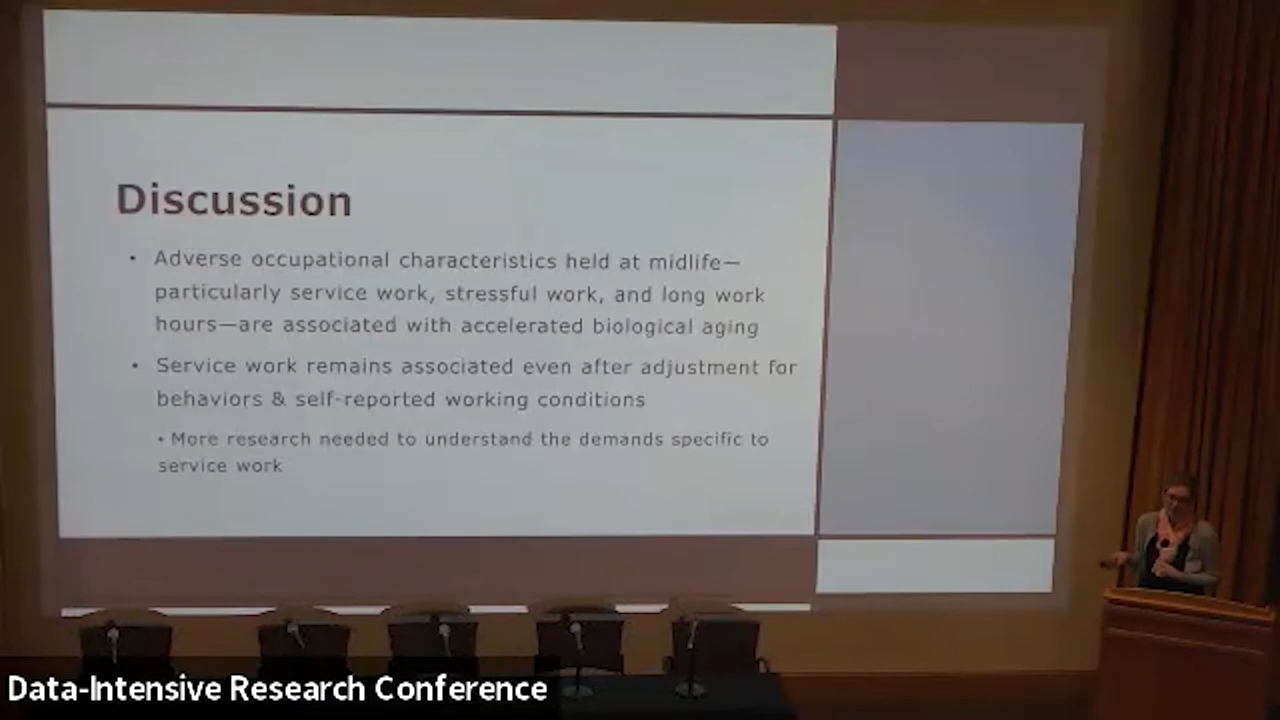 Discussion
• Adverse occupational characteristics held at midlife—
particularly service work, stressful work, and long work
hours—are associated with accelerated biological aging
• Service work remains associated even after adjustment for
behaviors & self-reported working conditions
• More research needed to understand the demands specific to
service work
Data-Intensive Research Conference